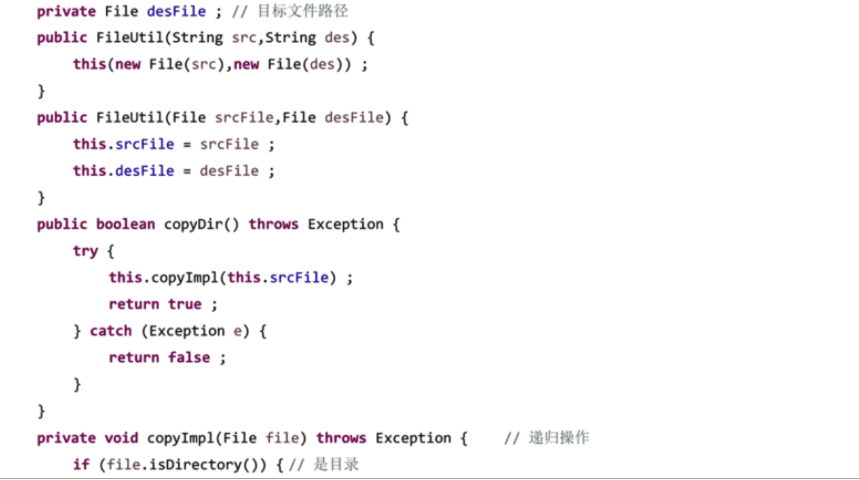 private File desFile ; // 目标文件路径
public FileUtil(String src,String des) {
this(new File(src),new File(des)) ;
}
public FileUtil(File srcFile,File desFile) {
this.srcFile = srcFile ;
this.desFile = desFile ;
}
public boolean copyDir() throws Exception {
try {
this.copyImpl(this.srcFile) ;
return true ;
} catch (Exception e) {
return false ;
}
}
private void copyImpl(File file) throws Exception { // 递归操作
if (file.isDirectory()) { // 是目录